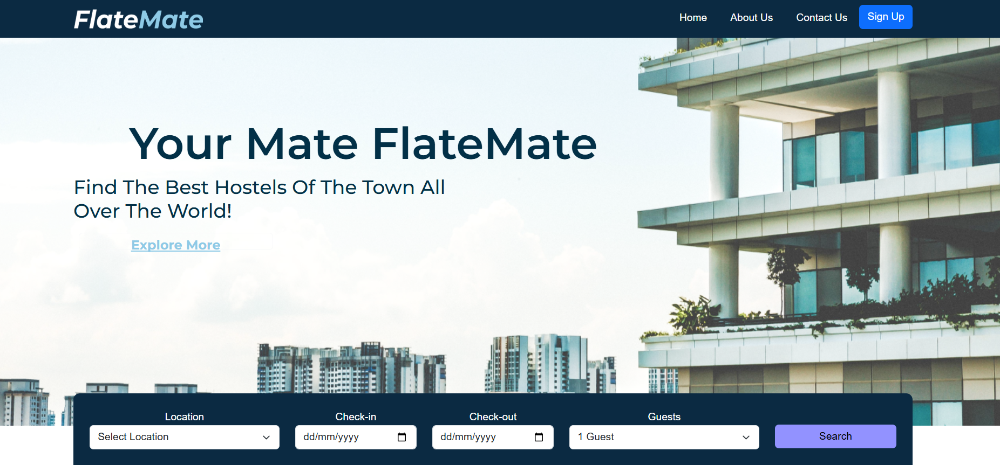 FlateMate
Home
About Us
Contact Us
Sign Up
Your Mate FlateMate
Find The Best Hostels Of The Town All
Over The World!
Explore More
Location
Check-in
Check-out
Guests
Select Location
dd/mm/yyyy
dd/mm/yyyy
1 Guest
Search